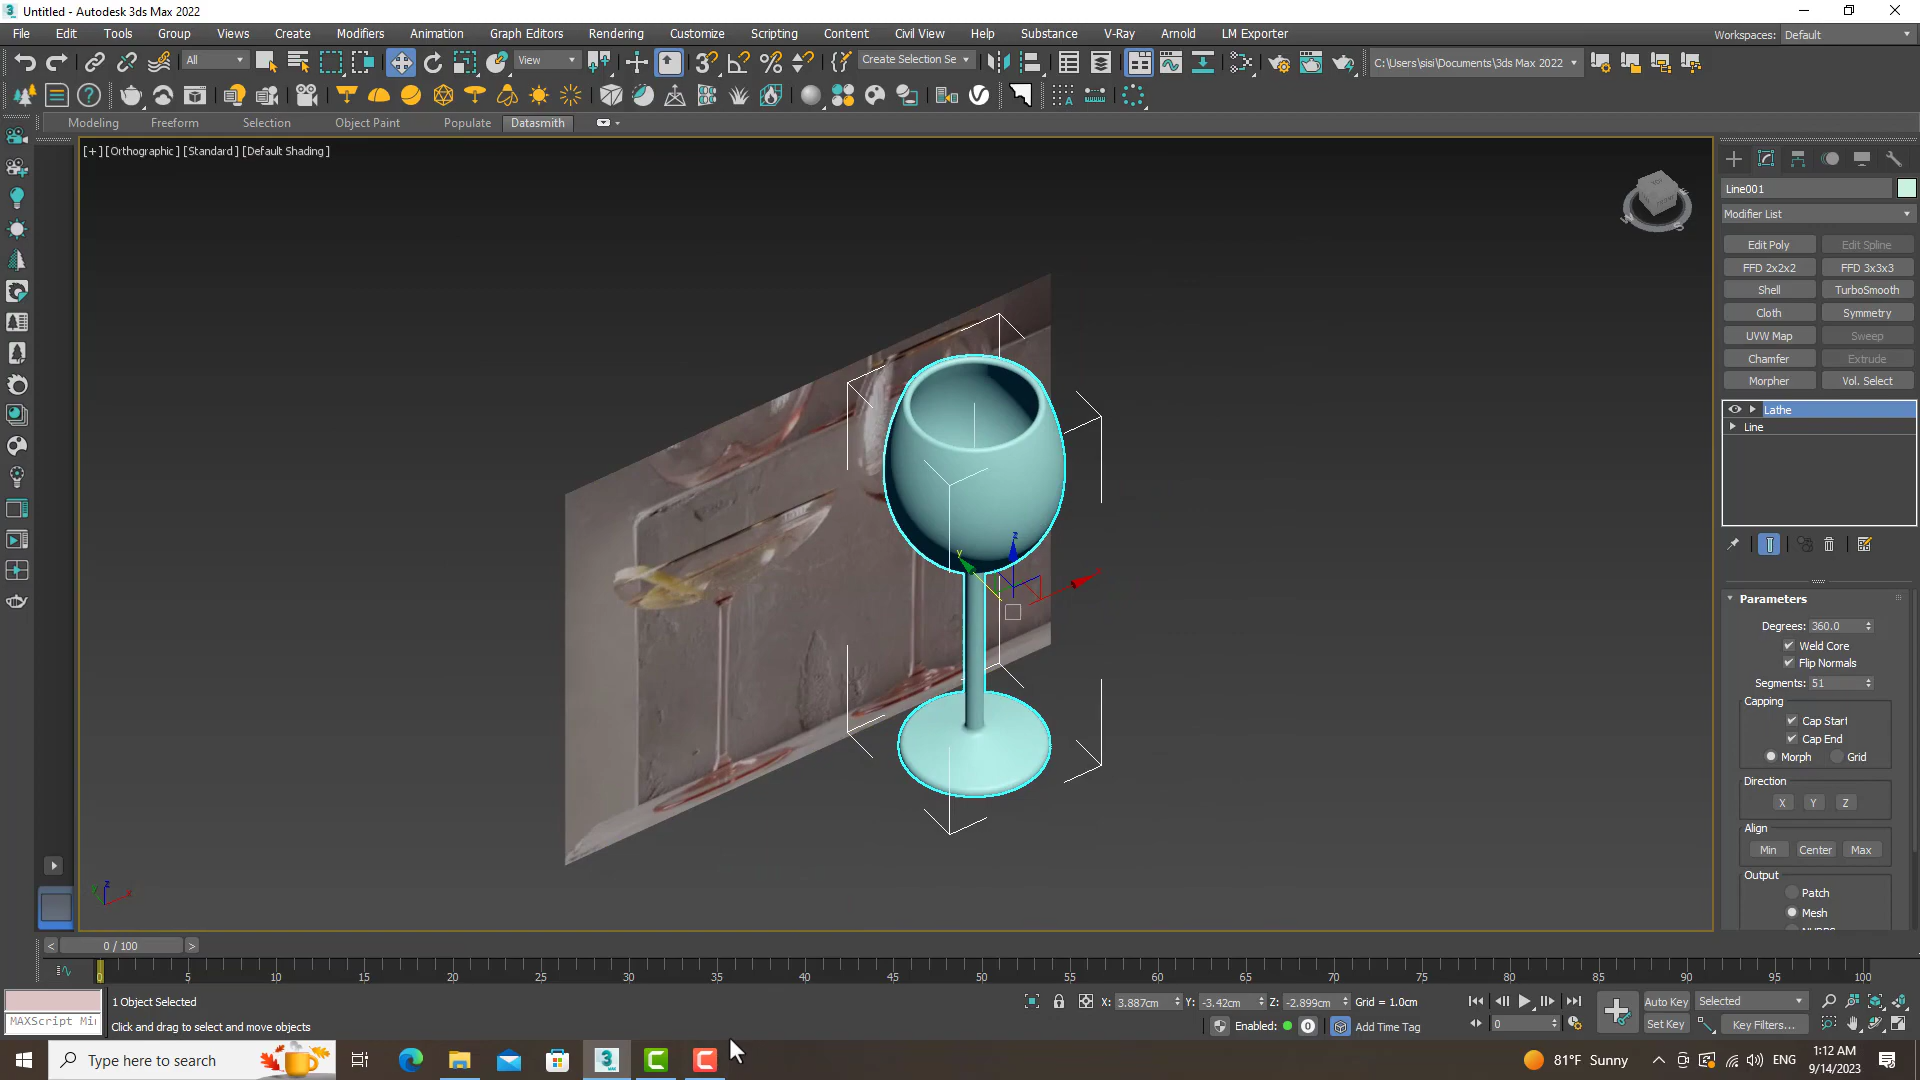 Untitled - Autodesk 3ds Max 2022
File Edit Tools Group Views Create Modifiers Animation Graph Editors Rendering Customize Scripting Content Civil View Substance V-Ray Arnold LM Exporter Help
Workspaces: Default
All View Create Selection Se C:\Users\sisi\Documents\3ds Max 2022
Modeling Freeform Selection Object Paint Populate Datasmith
[+] [Orthographic] [Standard] [Default Shading]
Line001
Modifier List
Edit Poly Edit Spline
FFD 2x2x2 FFD 3x3x3
Shell TurboSmooth
Cloth Symmetry
UVW Map Sweep
Chamfer Extrude
Morpher Vol. Select
Lathe
Line
Parameters
Degrees: 360.0
Weld Core
Flip Normals
Segments: 51
Capping
Cap Start
Cap End
Morph Grid
Direction
X Y Z
Align
Min Center Max
Output
Patch
Mesh
z
y
z
x
< 0 / 100 >
0 5 10 15 20 25 30 35 40 45 50 55 60 65 70 75 80 85 90 95 100
1 Object Selected
X: 3.887cm Y: -3.42cm Z: -2.899cm Grid = 1.0cm
Auto Key Selected
MAXScript Mi
Click and drag to select and move objects
Enabled: 0 Add Time Tag
0
Set Key Key Filters...
Type here to search
81°F Sunny ENG
1:12 AM
9/14/2023